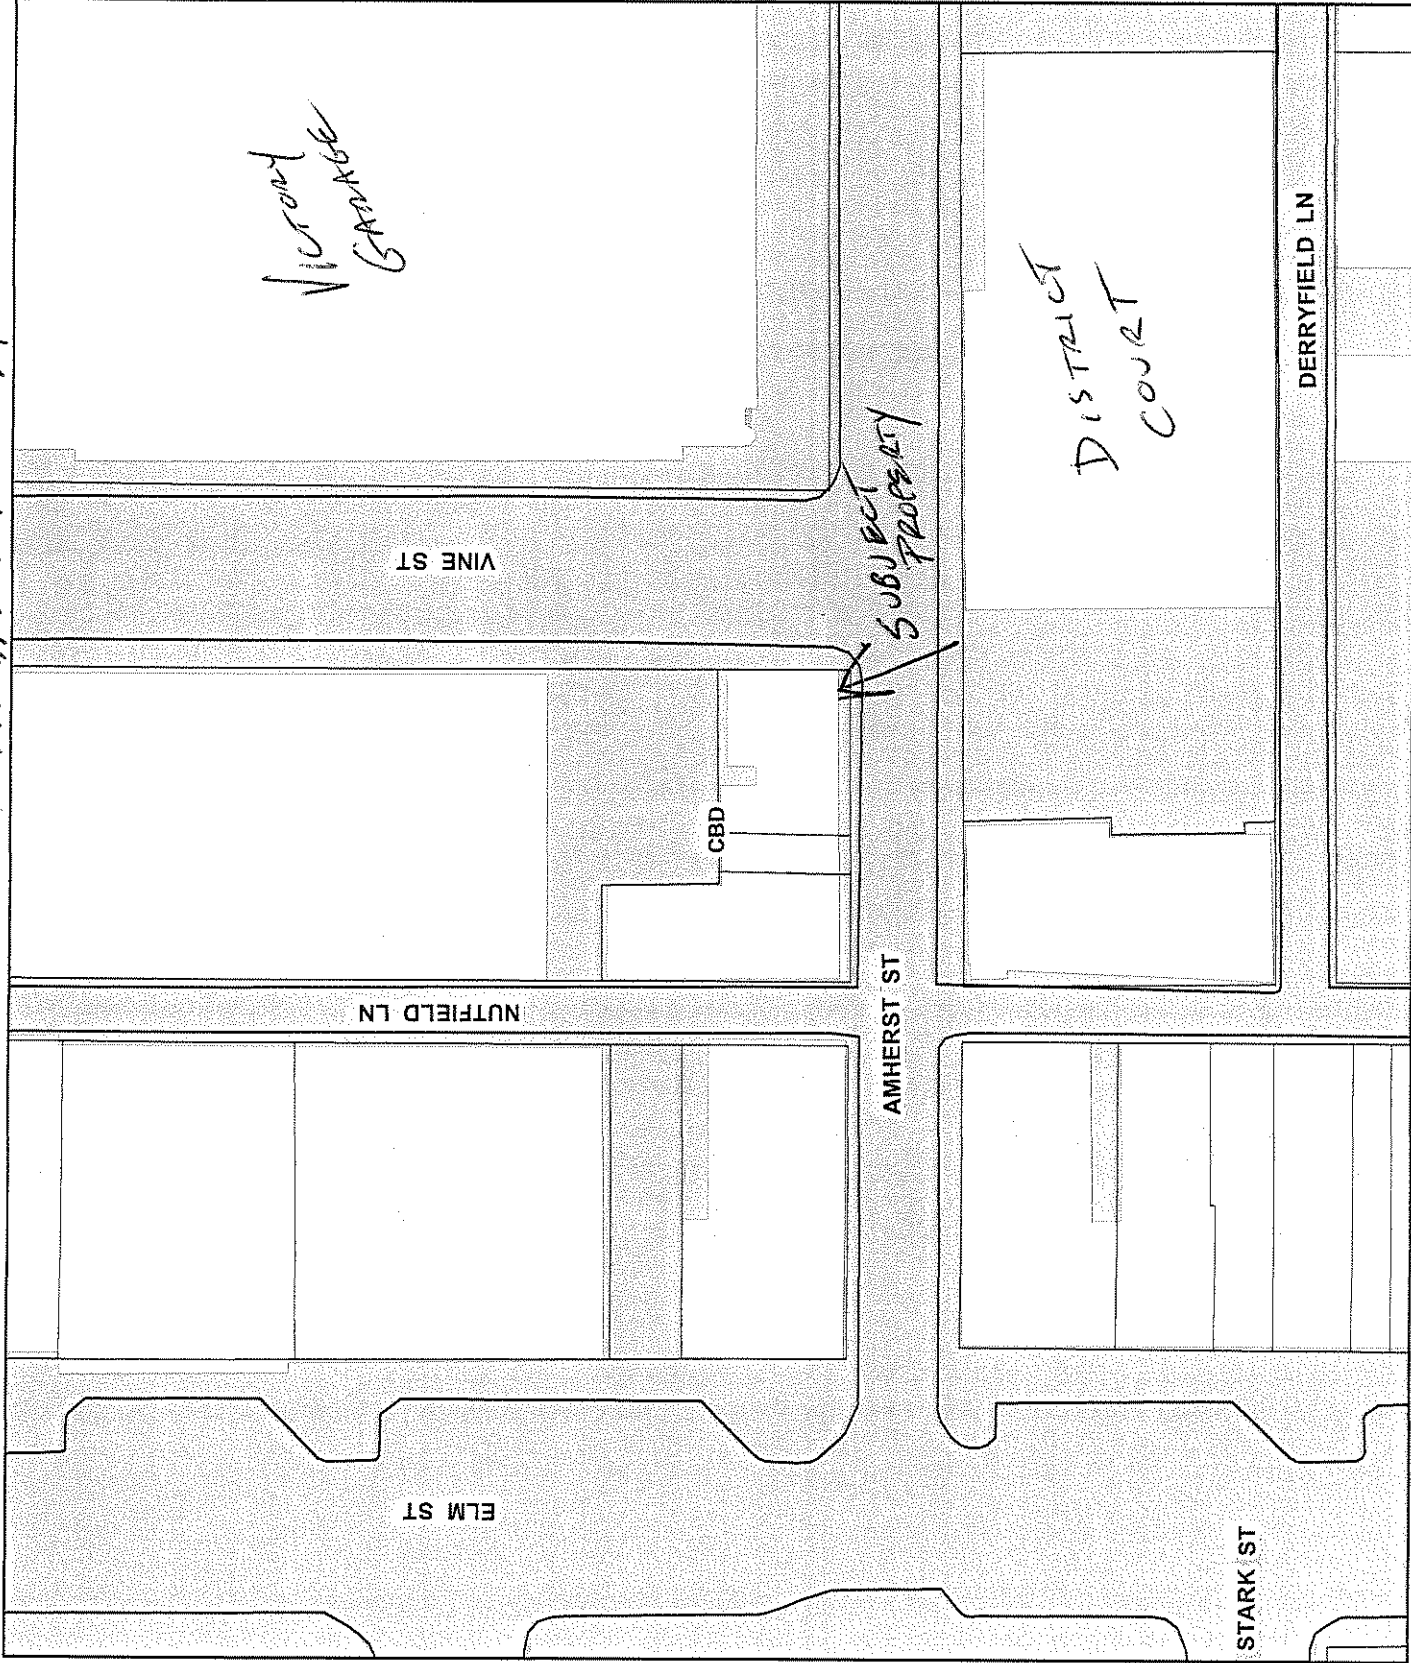 VICTORY
GARAGE
VINE ST
SUBJECT
PROPERTY
DISTRICT
COURT
DERRYFIELD LN
CBD
NUTFIELD LN
AMHERST ST
ELM ST
STARK ST